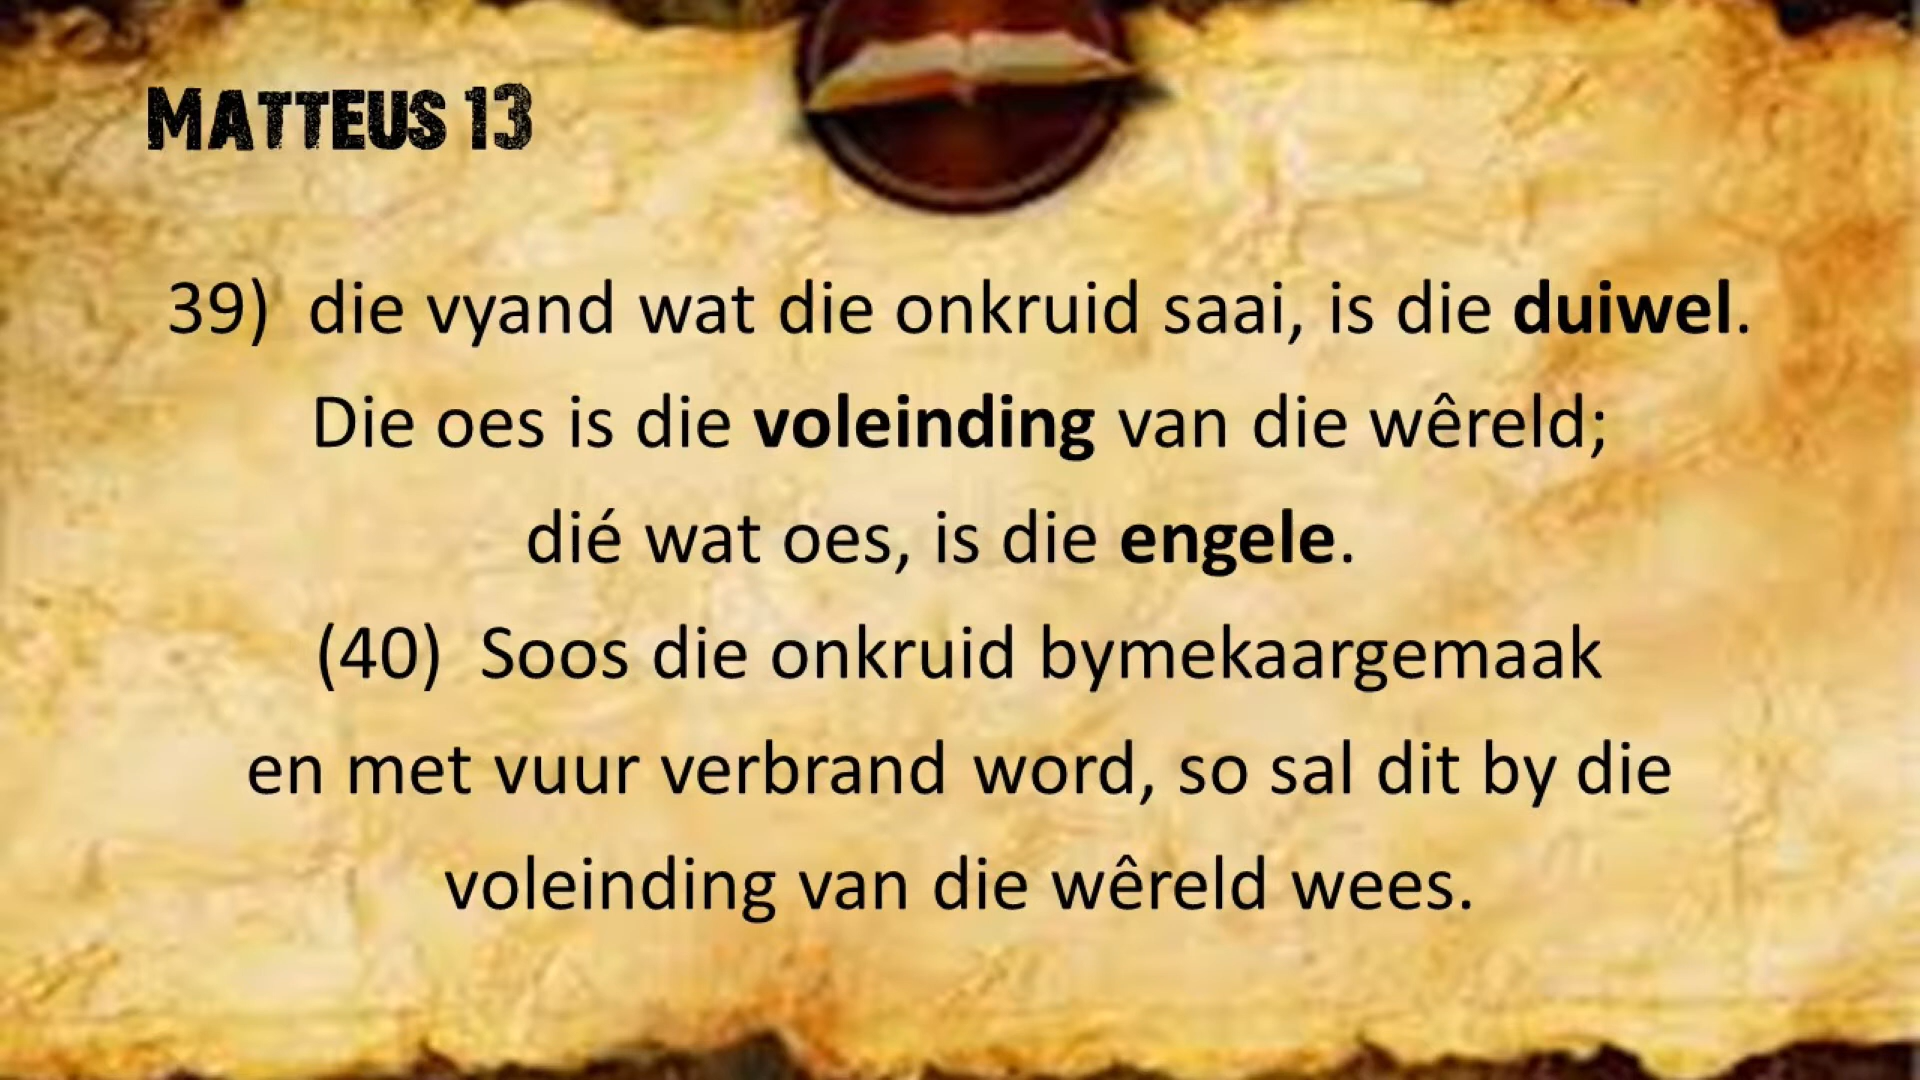 MATTEUS 13
39) die vyand wat die onkruid saai, is die duiwel.
Die oes is die voleinding van die wêreld;
dié wat oes, is die engele.
(40) Soos die onkruid bymekaargemaak
en met vuur verbrand word, so sal dit by die
voleinding van die wêreld wees.